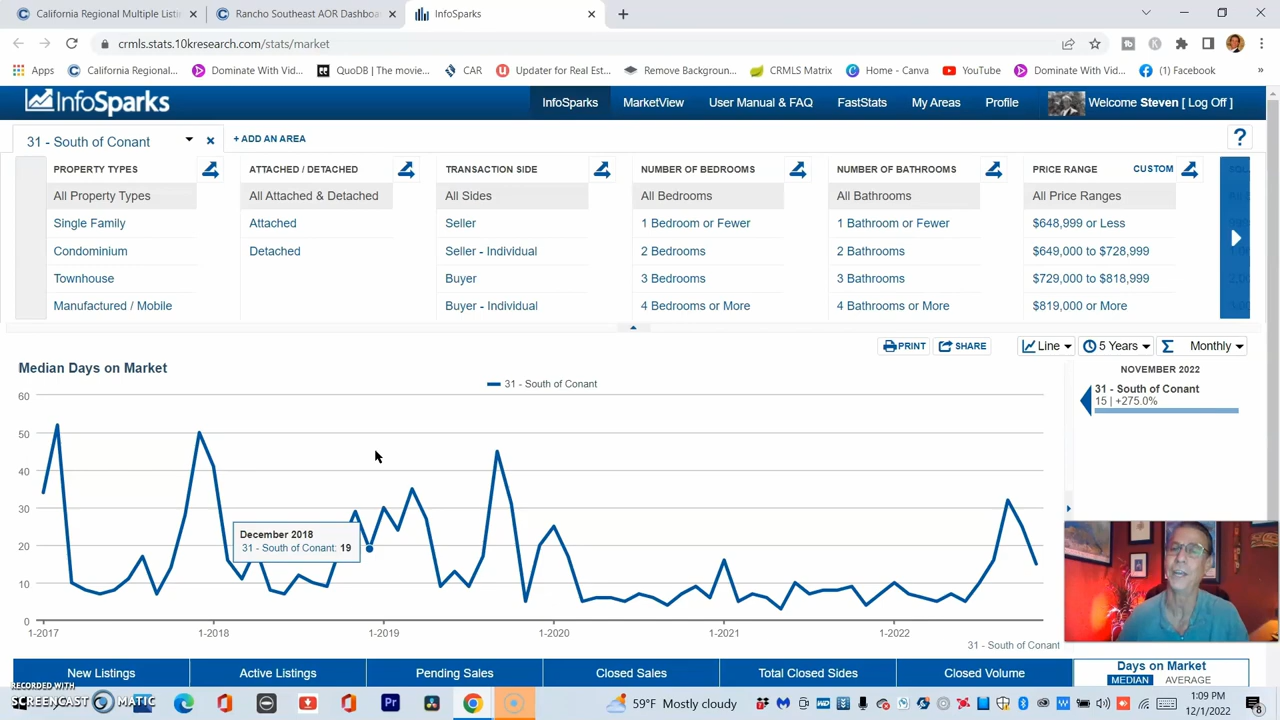 California Regional Multiple Listi
Rancho Southeast AOR Dashboa
InfoSparks
crmls.stats.10kresearch.com/stats/market
Apps
California Regional...
Dominate With Vid...
QuoDB | The movie...
CAR
Updater for Real Est...
Remove Backgroun...
CRMLS Matrix
Home - Canva
YouTube
Dominate With Vid...
(1) Facebook
InfoSparks
InfoSparks
MarketView
User Manual & FAQ
FastStats
My Areas
Profile
Welcome Steven [ Log Off ]
31 - South of Conant
+ ADD AN AREA
?
PROPERTY TYPES
All Property Types
Single Family
Condominium
Townhouse
Manufactured / Mobile
ATTACHED / DETACHED
All Attached & Detached
Attached
Detached
TRANSACTION SIDE
All Sides
Seller
Seller - Individual
Buyer
Buyer - Individual
NUMBER OF BEDROOMS
All Bedrooms
1 Bedroom or Fewer
2 Bedrooms
3 Bedrooms
4 Bedrooms or More
NUMBER OF BATHROOMS
All Bathrooms
1 Bathroom or Fewer
2 Bathrooms
3 Bathrooms
4 Bathrooms or More
PRICE RANGE
CUSTOM
All Price Ranges
$648,999 or Less
$649,000 to $728,999
$729,000 to $818,999
$819,000 or More
PRINT
SHARE
Line
5 Years
Monthly
Median Days on Market
31 - South of Conant
NOVEMBER 2022
31 - South of Conant
15 | +275.0%
60
50
40
30
20
10
0
December 2018
31 - South of Conant: 19
1-2017
1-2018
1-2019
1-2020
1-2021
1-2022
31 - South of Conant
New Listings
Active Listings
Pending Sales
Closed Sales
Total Closed Sides
Closed Volume
Days on Market
MEDIAN
AVERAGE
RECORDED WITH
SCREENCAST MATIC
Pr
59°F Mostly cloudy
1:09 PM
12/1/2022
8